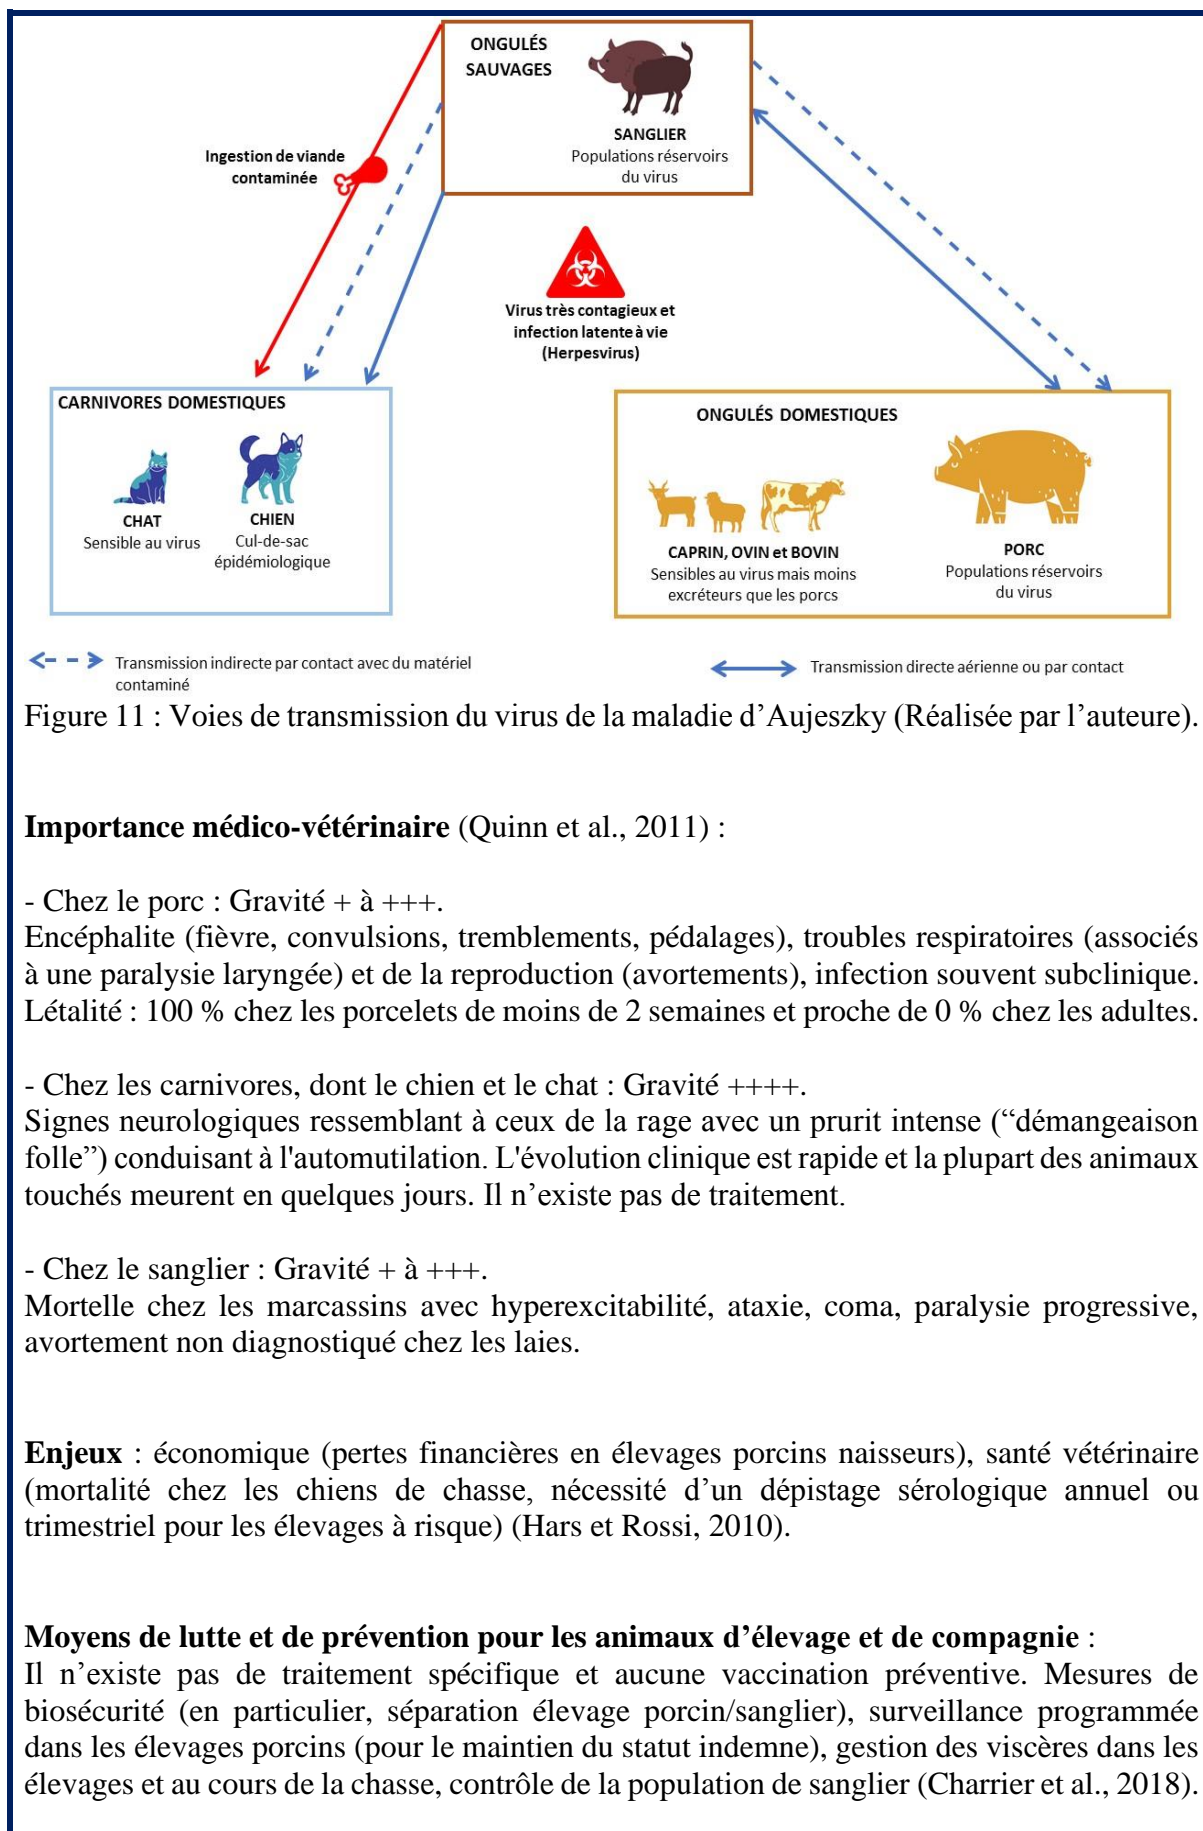 ONGULÉS
SAUVAGES
SANGLIER
Populations réservoirs
du virus
Ingestion de viande
contaminée
Virus très contagieux et
infection latente à vie
(Herpesvirus)
CARNIVORES DOMESTIQUES
CHAT
Sensible au virus
CHIEN
Cul-de-sac
épidémiologique
ONGULÉS DOMESTIQUES
CAPRIN, OVIN et BOVIN
Sensibles au virus mais moins
excréteurs que les porcs
PORC
Populations réservoirs
du virus
Transmission indirecte par contact avec du matériel
contaminé
Transmission directe aérienne ou par contact
Figure 11 : Voies de transmission du virus de la maladie d’Aujeszky (Réalisée par l’auteure).
Importance médico-vétérinaire (Quinn et al., 2011) :
- Chez le porc : Gravité + à +++.
Encéphalite (fièvre, convulsions, tremblements, pédalages), troubles respiratoires (associés
à une paralysie laryngée) et de la reproduction (avortements), infection souvent subclinique.
Létalité : 100 % chez les porcelets de moins de 2 semaines et proche de 0 % chez les adultes.
- Chez les carnivores, dont le chien et le chat : Gravité ++++.
Signes neurologiques ressemblant à ceux de la rage avec un prurit intense (“démangeaison
folle”) conduisant à l'automutilation. L'évolution clinique est rapide et la plupart des animaux
touchés meurent en quelques jours. Il n’existe pas de traitement.
- Chez le sanglier : Gravité + à +++.
Mortelle chez les marcassins avec hyperexcitabilité, ataxie, coma, paralysie progressive,
avortement non diagnostiqué chez les laies.
Enjeux : économique (pertes financières en élevages porcins naisseurs), santé vétérinaire
(mortalité chez les chiens de chasse, nécessité d’un dépistage sérologique annuel ou
trimestriel pour les élevages à risque) (Hars et Rossi, 2010).
Moyens de lutte et de prévention pour les animaux d’élevage et de compagnie :
Il n’existe pas de traitement spécifique et aucune vaccination préventive. Mesures de
biosécurité (en particulier, séparation élevage porcin/sanglier), surveillance programmée
dans les élevages porcins (pour le maintien du statut indemne), gestion des viscères dans les
élevages et au cours de la chasse, contrôle de la population de sanglier (Charrier et al., 2018).